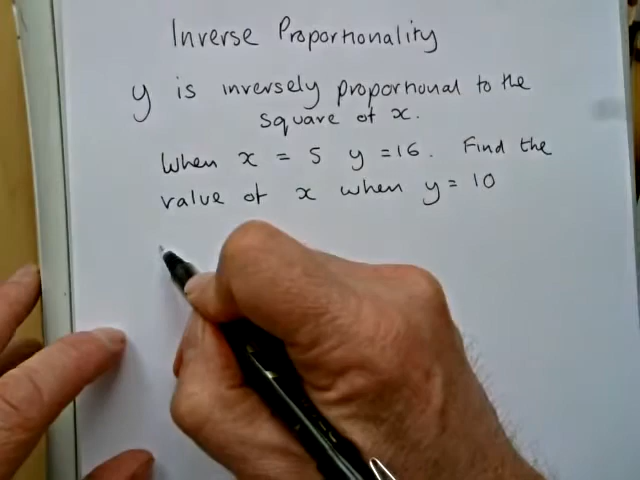 Inverse Proportionality
y is inversely proportional to the
square of x.
When x = 5 y = 16. Find the
value of x when y = 10